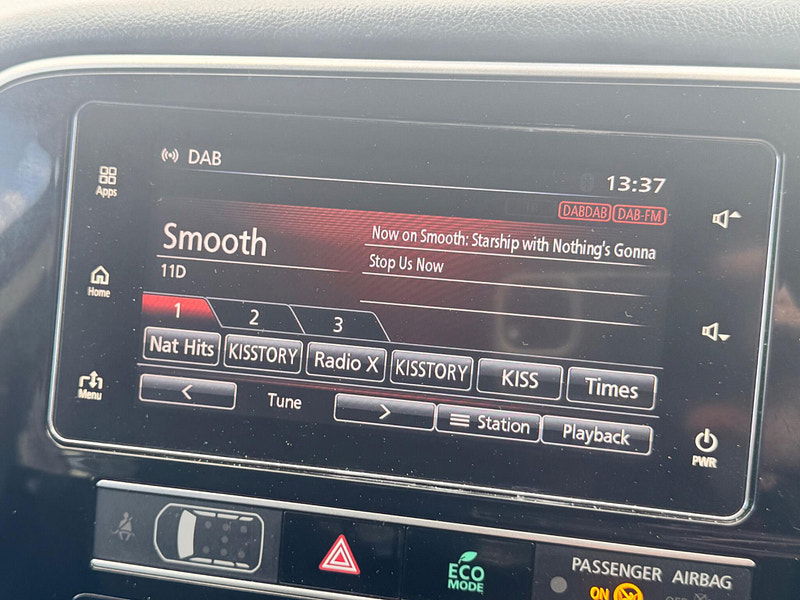 DAB
13:37
Apps
DABDAB DAB-FM
Smooth
Now on Smooth: Starship with Nothing's Gonna
Stop Us Now
11D
Home
1 2 3
Nat Hits KISSTORY Radio X KISSTORY KISS Times
Menu
< Tune > Station Playback
PWR
ECO
MODE
PASSENGER AIRBAG
ON OFF